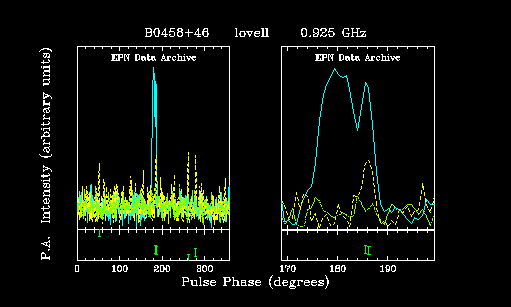 B0458+46 lovell 0.925 GHz
EPN Data Archive EPN Data Archive
P.A. Intensity (arbitrary units)
0 100 200 300 170 180 190
Pulse Phase (degrees)